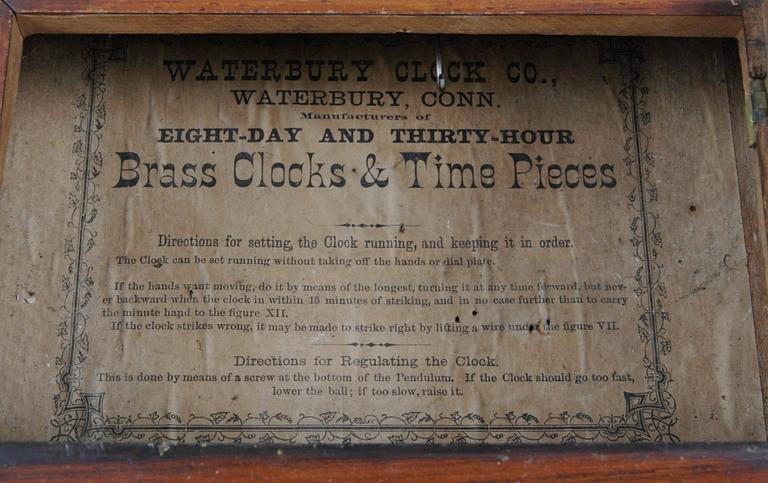 WATERBURY CLOCK CO.,
WATERBURY, CONN.
Manufacturers of
EIGHT-DAY AND THIRTY-HOUR
Brass Clocks & Time Pieces
Directions for setting, the Clock running, and keeping it in order.
The Clock can be set running without taking off the hands or dial plate.
If the hands want moving, do it by means of the longest, turning it at any time forward, but nev-
er backward when the clock in within 15 minutes of striking, and in no case further than to carry
the minute hand to the figure XII.
If the clock strikes wrong, it may be made to strike right by lifting a wire under the figure VII.
Directions for Regulating the Clock.
This is done by means of a screw at the bottom of the Pendulum. If the Clock should go too fast,
lower the ball; if too slow, raise it.